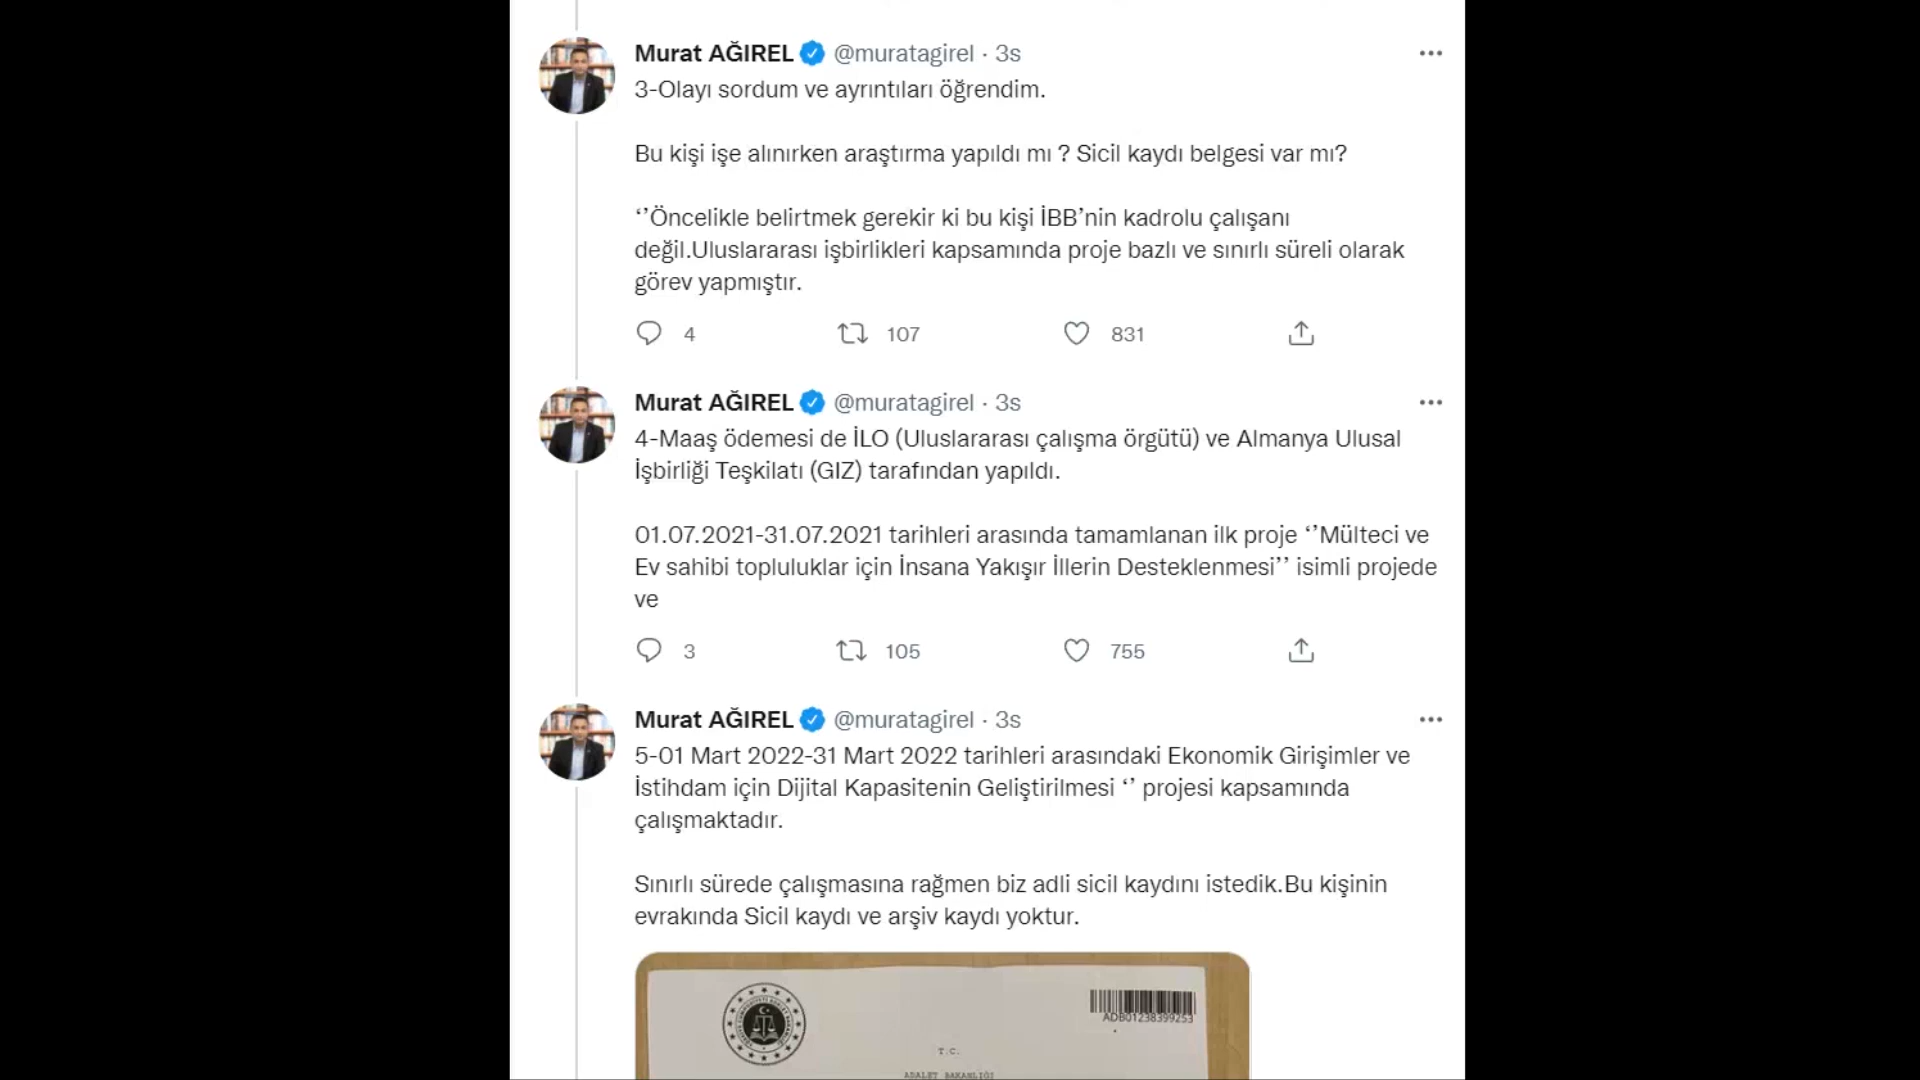 Murat AĞIREL @muratagirel · 3s
3-Olayı sordum ve ayrıntıları öğrendim.
Bu kişi işe alınırken araştırma yapıldı mı ? Sicil kaydı belgesi var mı?
‘’Öncelikle belirtmek gerekir ki bu kişi İBB’nin kadrolu çalışanı
değil.Uluslararası işbirlikleri kapsamında proje bazlı ve sınırlı süreli olarak
görev yapmıştır.
4 107 831
Murat AĞIREL @muratagirel · 3s
4-Maaş ödemesi de İLO (Uluslararası çalışma örgütü) ve Almanya Ulusal
İşbirliği Teşkilatı (GIZ) tarafından yapıldı.
01.07.2021-31.07.2021 tarihleri arasında tamamlanan ilk proje ‘’Mülteci ve
Ev sahibi topluluklar için İnsana Yakışır İllerin Desteklenmesi’’ isimli projede
ve
3 105 755
Murat AĞIREL @muratagirel · 3s
5-01 Mart 2022-31 Mart 2022 tarihleri arasındaki Ekonomik Girişimler ve
İstihdam için Dijital Kapasitenin Geliştirilmesi ‘’ projesi kapsamında
çalışmaktadır.
Sınırlı sürede çalışmasına rağmen biz adli sicil kaydını istedik.Bu kişinin
evrakında Sicil kaydı ve arşiv kaydı yoktur.
ADB01238399253
T.C.
ADALET BAKANLIĞI